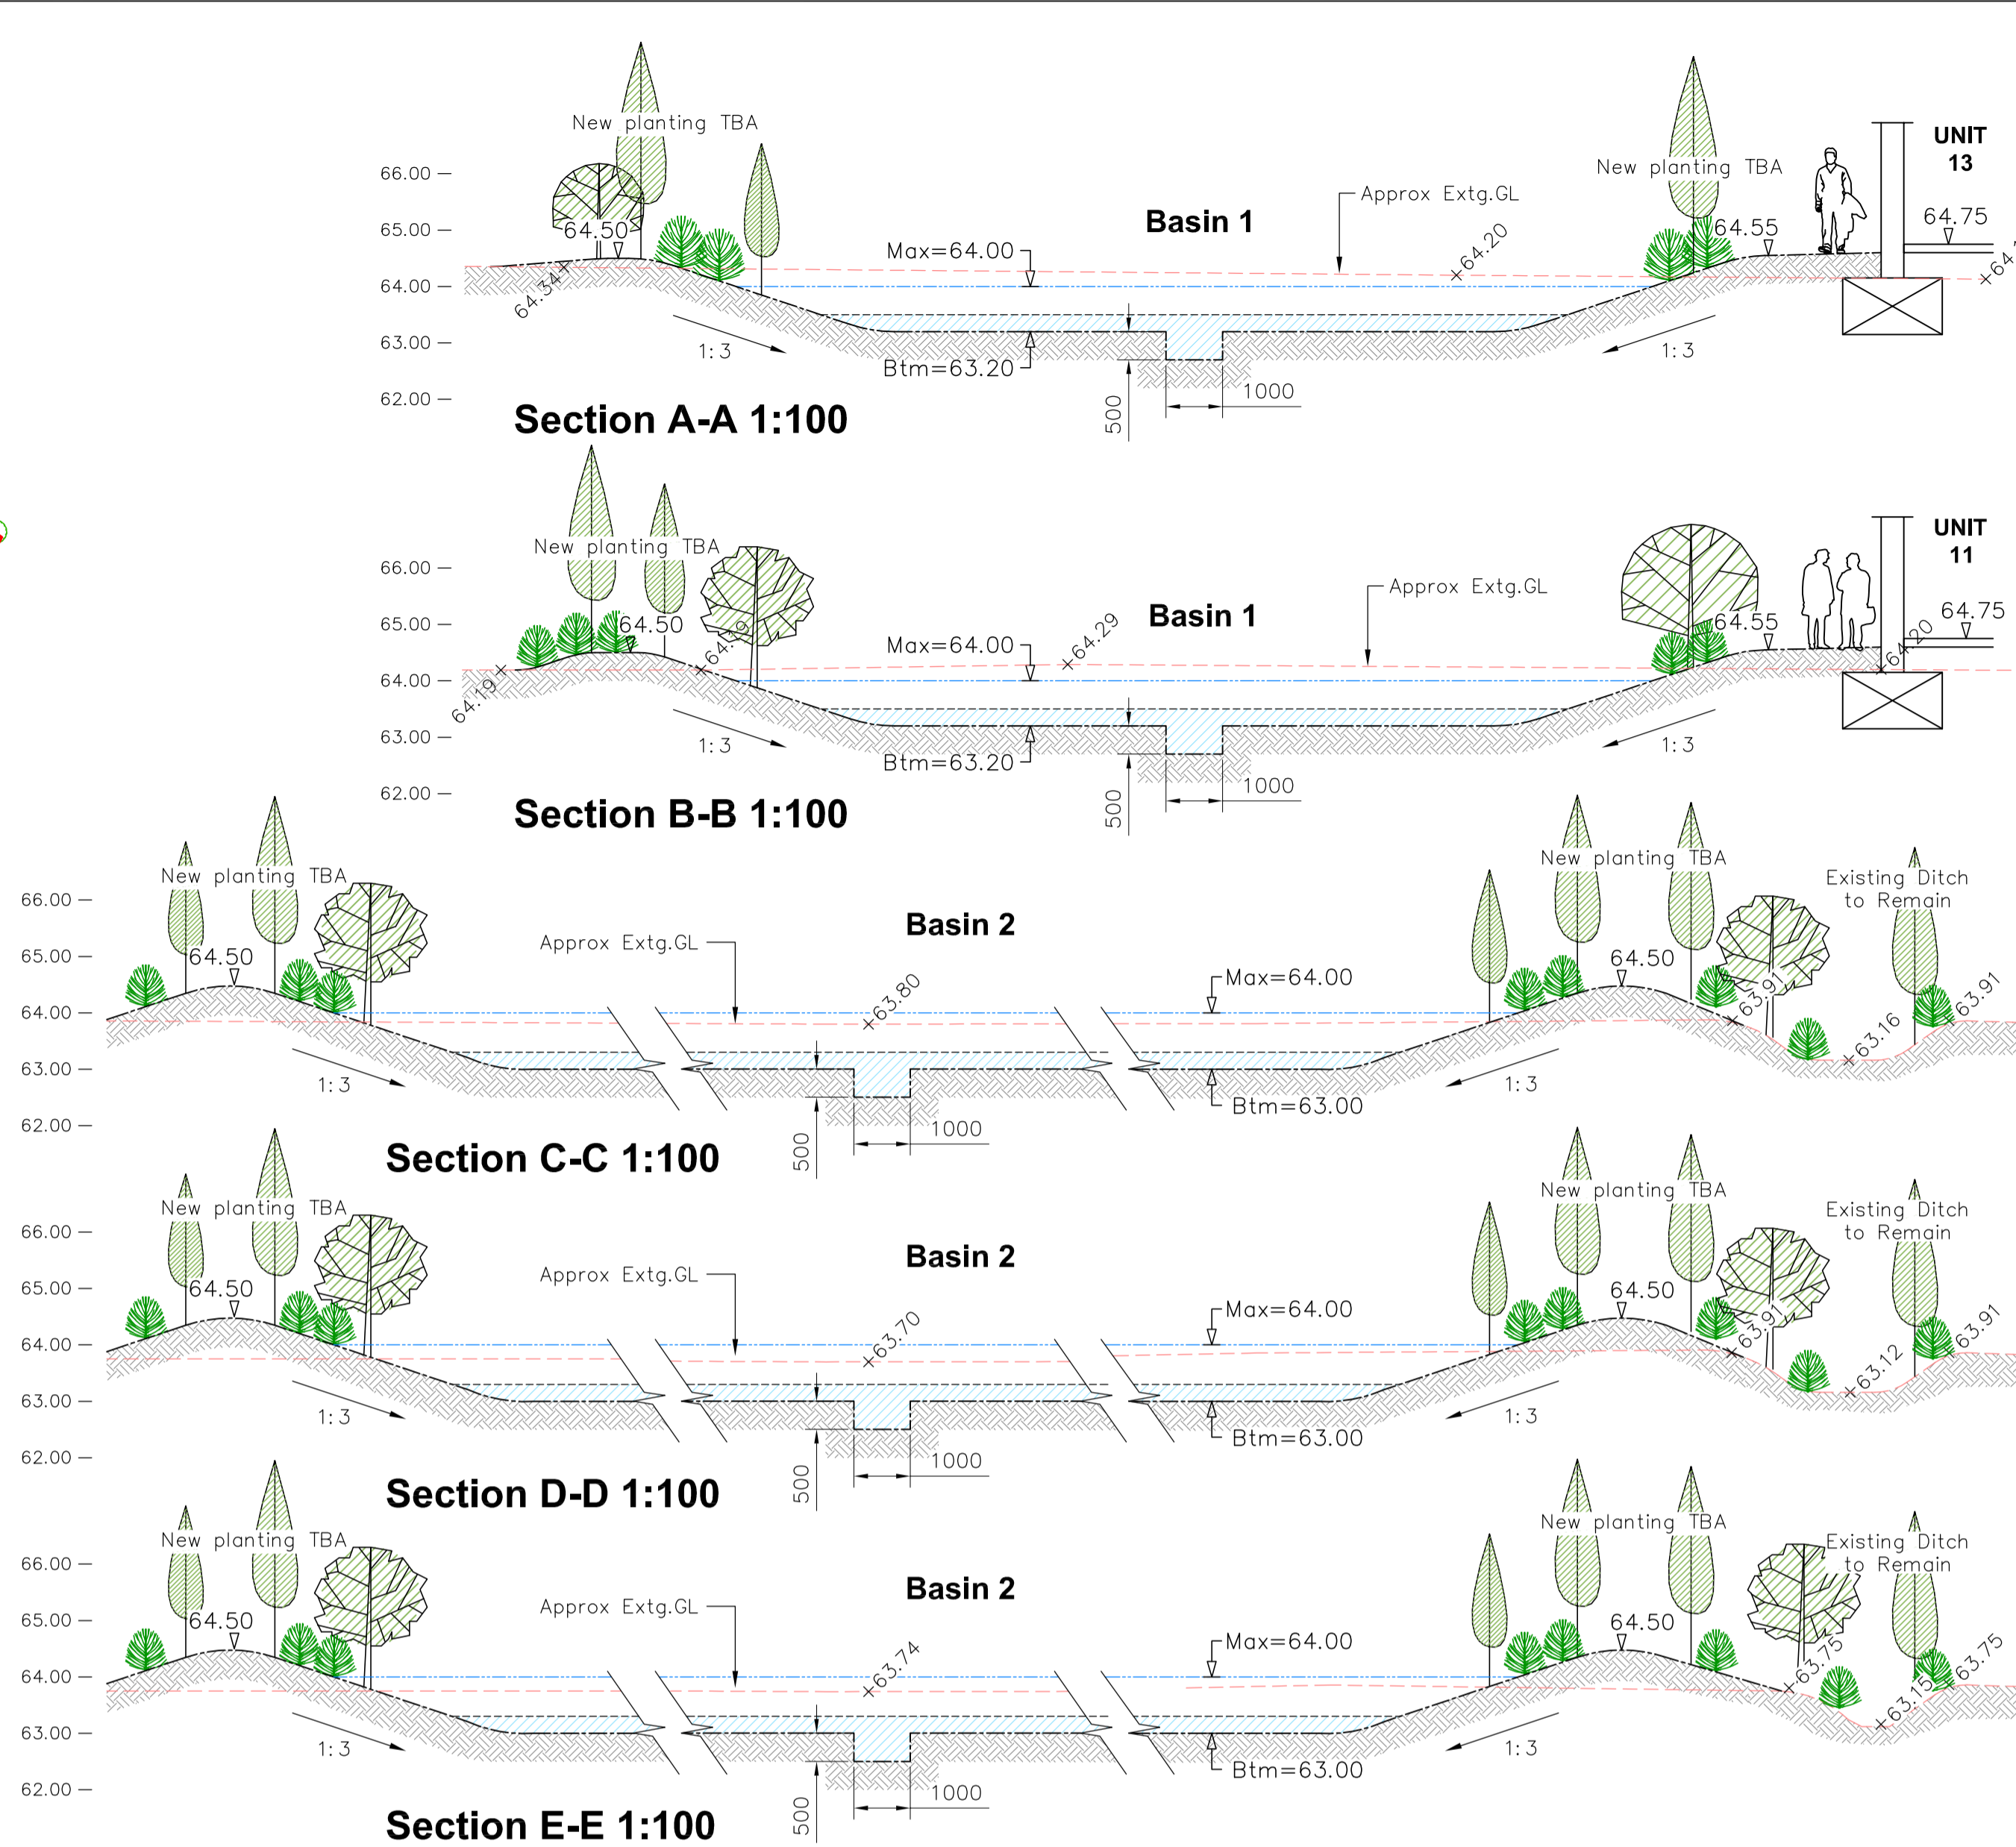 New planting TBA
New planting TBA
UNIT
13
66.00
65.00
64.00
63.00
62.00
64.50
64.34
Max=64.00
Basin 1
Approx Extg.GL
64.20
64.55
64.75
1:3
Btm=63.20
500
1000
1:3
Section A-A 1:100
New planting TBA
UNIT
11
66.00
65.00
64.00
63.00
62.00
64.50
64.19
Max=64.00
64.29
Basin 1
Approx Extg.GL
64.55
64.20
64.75
1:3
Btm=63.20
500
1000
1:3
Section B-B 1:100
New planting TBA
New planting TBA
Existing Ditch
to Remain
66.00
65.00
64.00
63.00
62.00
64.50
Approx Extg.GL
Basin 2
63.80
Max=64.00
64.50
63.91
63.16
63.91
1:3
500
1000
Btm=63.00
1:3
Section C-C 1:100
New planting TBA
New planting TBA
Existing Ditch
to Remain
66.00
65.00
64.00
63.00
62.00
64.50
Approx Extg.GL
Basin 2
63.70
Max=64.00
64.50
63.91
63.12
63.91
1:3
500
1000
Btm=63.00
1:3
Section D-D 1:100
New planting TBA
New planting TBA
Existing Ditch
to Remain
66.00
65.00
64.00
63.00
62.00
64.50
Approx Extg.GL
Basin 2
63.74
Max=64.00
64.50
63.75
63.15
63.75
1:3
500
1000
Btm=63.00
1:3
Section E-E 1:100